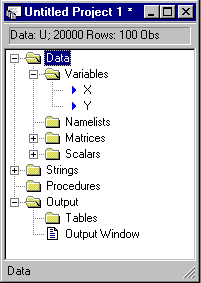 Untitled Project 1 *
Data: U; 20000 Rows: 100 Obs
Data
Variables
X
Y
Namelists
Matrices
Scalars
Strings
Procedures
Output
Tables
Output Window
Data